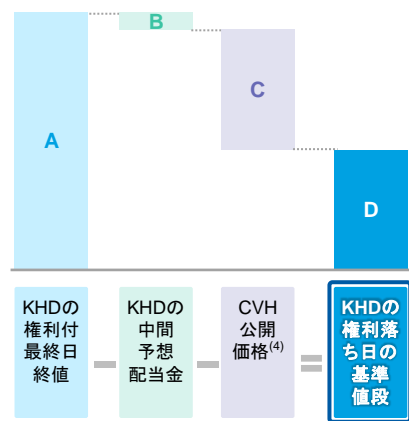 A
B
C
D
KHDの
権利付
最終日
終値
KHDの
中間
予想
配当金
CVH
公開
価格(4)
KHDの
権利落
ち日の
基準
値段